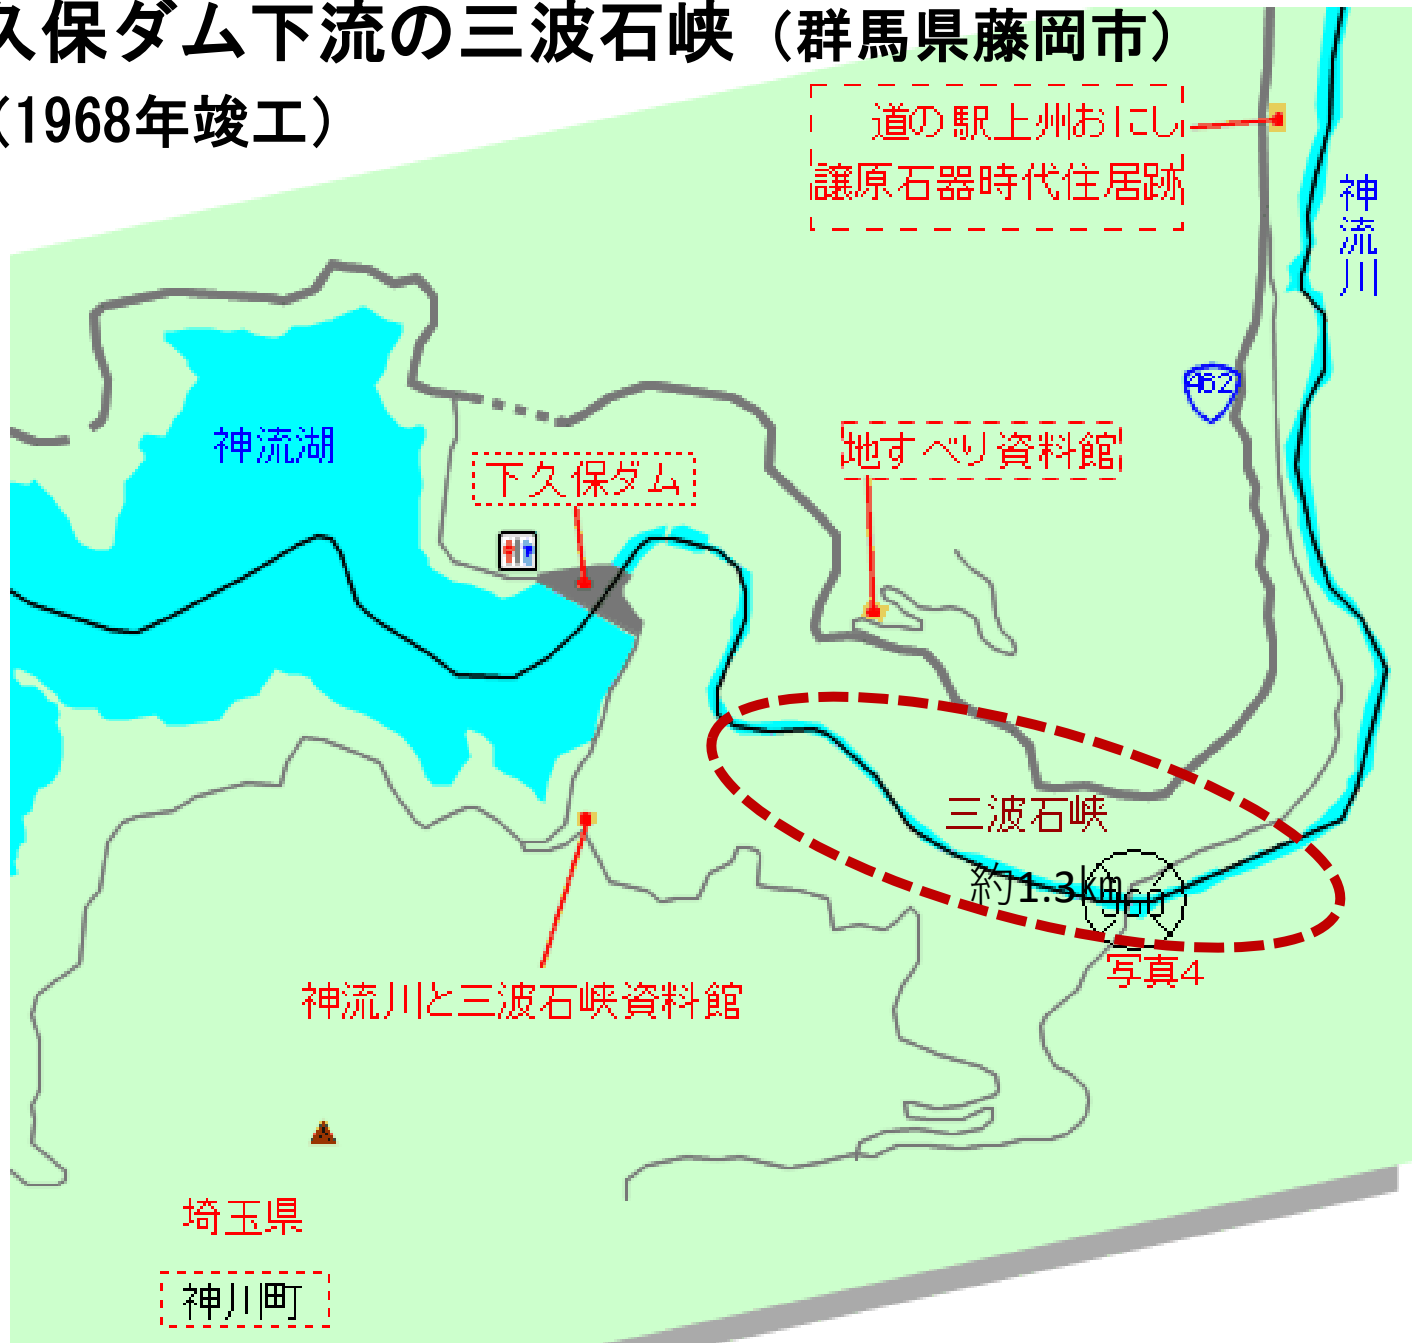 久保ダム下流の三波石峡（群馬県藤岡市）
（1968年竣工）
道の駅上州おにし
譲原石器時代住居跡
神流川
462
神流湖
下久保ダム
地すべり資料館
三波石峡
約1.3㎞
写真4
神流川と三波石峡資料館
埼玉県
神川町